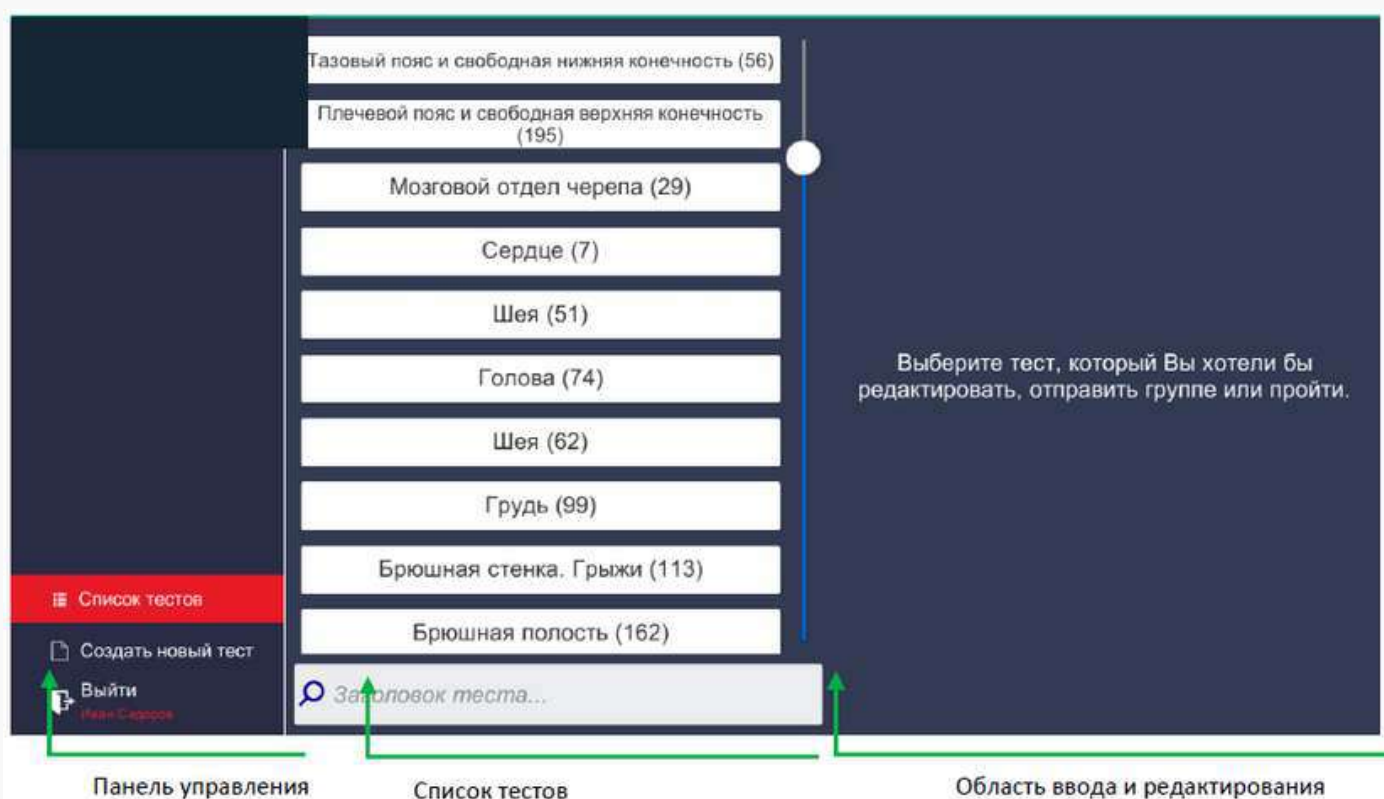 Тазовый пояс и свободная нижняя конечность (56)
Плечевой пояс и свободная верхняя конечность
(195)
Мозговой отдел черепа (29)
Сердце (7)
Шея (51)
Голова (74)
Шея (62)
Грудь (99)
Брюшная стенка. Грыжи (113)
Брюшная полость (162)
Заголовок теста...
Выберите тест, который Вы хотели бы
редактировать, отправить группе или пройти.
Список тестов
Создать новый тест
Выйти
Иван Сидоров
Панель управления
Список тестов
Область ввода и редактирования